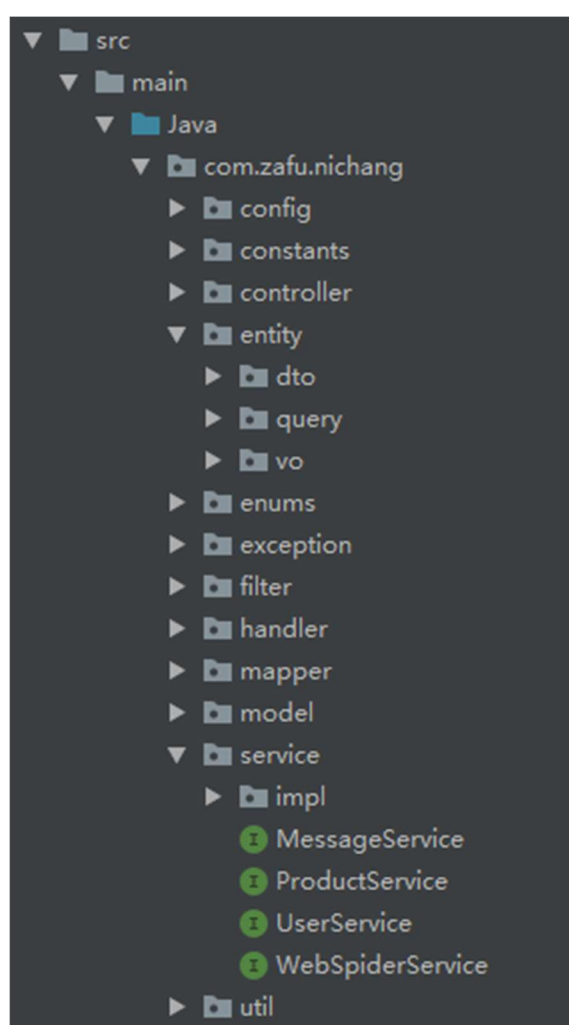 src
main
Java
com.zafu.nichang
config
constants
controller
entity
dto
query
vo
enums
exception
filter
handler
mapper
model
service
impl
I MessageService
I ProductService
I UserService
I WebSpiderService
util